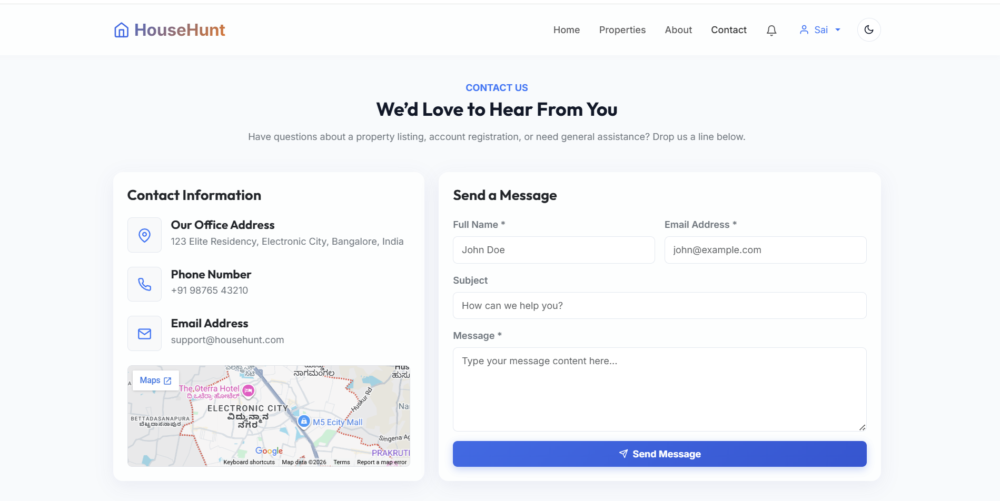 HouseHunt
Home Properties About Contact Sai
CONTACT US
We’d Love to Hear From You
Have questions about a property listing, account registration, or need general assistance? Drop us a line below.
Contact Information
Our Office Address
123 Elite Residency, Electronic City, Bangalore, India
Phone Number
+91 98765 43210
Email Address
support@househunt.com
Maps
ಸಿಟಿ
ನಾಗಮಂಗಲ
Hus
The Oterra Hotel
ದಿ ಒಟೆರ್ರಾ ಹೋಟೆಲ್
Huskur Rd
Na
ELECTRONIC CITY
ವಿದ್ಯುನ್ಮಾನ
ನಗರ
BETTADASANAPURA
ಬೆಟ್ಟದಾಸನಾಪುರ
M5 Ecity Mall
Singena Ag
PRAKRUTI
Google
Keyboard shortcuts Map data ©2026 Terms Report a map error
Send a Message
Full Name * Email Address *
John Doe john@example.com
Subject
How can we help you?
Message *
Type your message content here...
Send Message